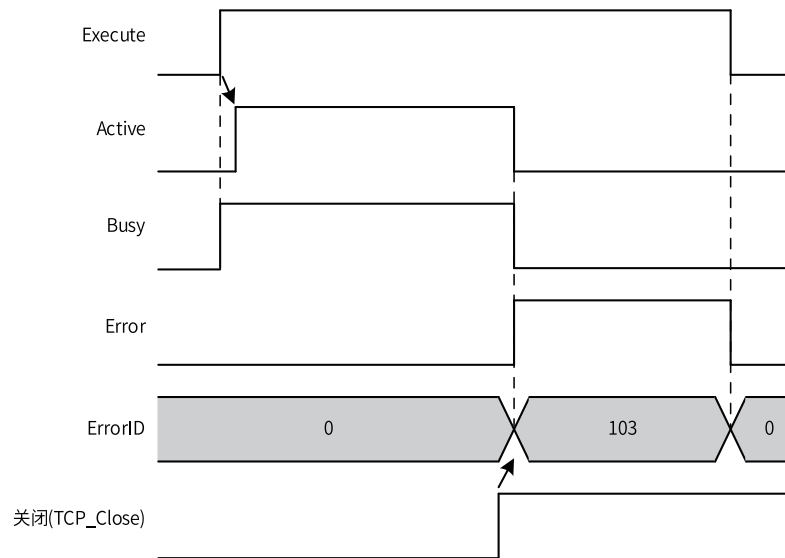 Execute
Active
Busy
Error
ErrorID 0 103 0
关闭(TCP_Close)